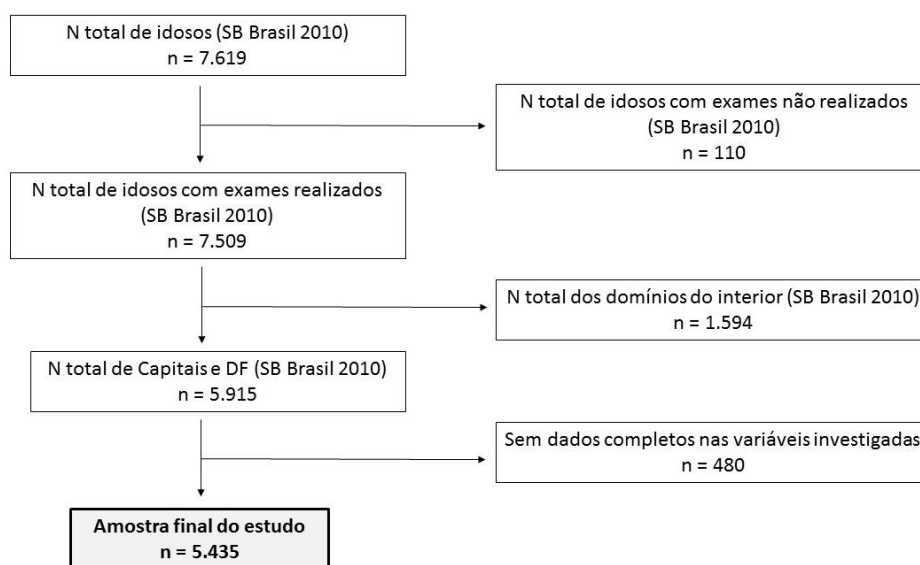 N total de idosos (SB Brasil 2010)
n = 7.619
N total de idosos com exames não realizados
(SB Brasil 2010)
n = 110
N total de idosos com exames realizados
(SB Brasil 2010)
n = 7.509
N total dos domínios do interior (SB Brasil 2010)
n = 1.594
N total de Capitais e DF (SB Brasil 2010)
n = 5.915
Sem dados completos nas variáveis investigadas
n = 480
Amostra final do estudo
n = 5.435